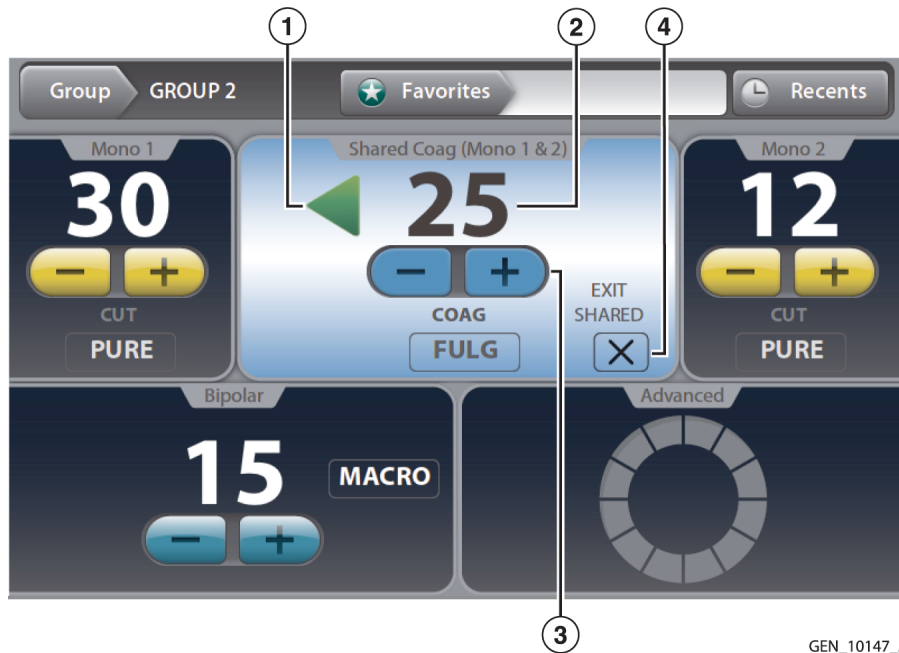 1
2
4
Group GROUP 2 Favorites Recents
Mono 1
30
− +
CUT
PURE
Shared Coag (Mono 1 & 2)
25
− +
COAG
FULG
EXIT
SHARED
X
Mono 2
12
− +
CUT
PURE
Bipolar
15
MACRO
− +
Advanced
3
GEN_10147_